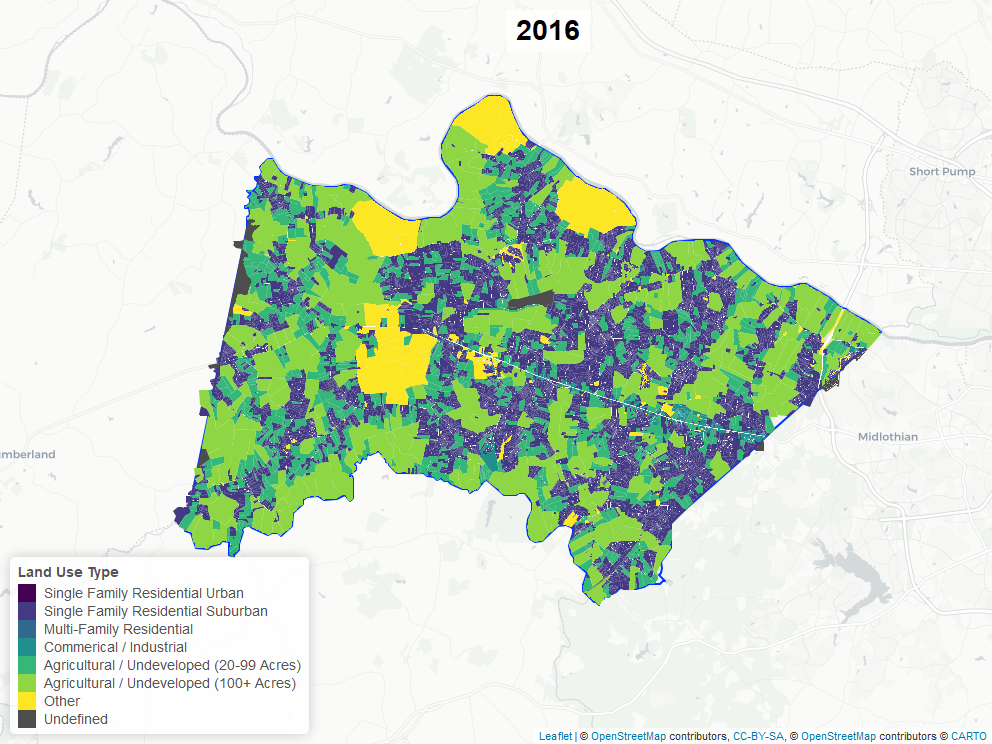 2016
Short Pump
Midlothian
umberland
Land Use Type
Single Family Residential Urban
Single Family Residential Suburban
Multi-Family Residential
Commerical / Industrial
Agricultural / Undeveloped (20-99 Acres)
Agricultural / Undeveloped (100+ Acres)
Other
Undefined
Leaflet | © OpenStreetMap contributors, CC-BY-SA, © OpenStreetMap contributors © CARTO